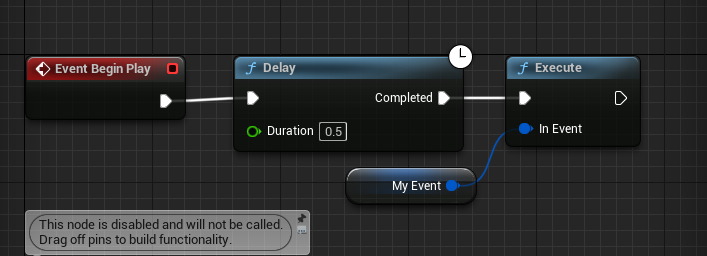 Event Begin Play
f Delay
Completed
Duration 0.5
f Execute
In Event
My Event
This node is disabled and will not be called.
Drag off pins to build functionality.